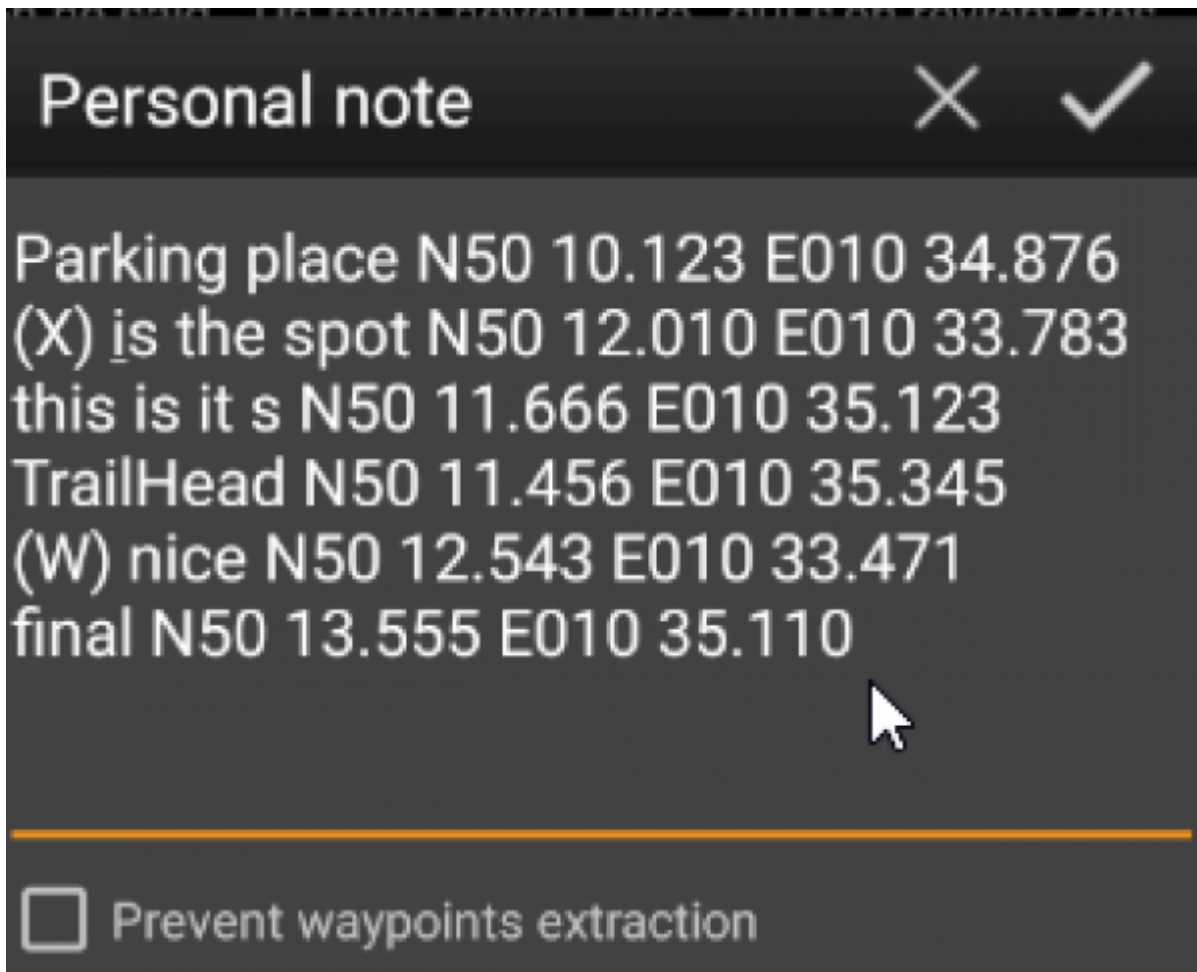 Personal note
Parking place N50 10.123 E010 34.876
(X) is the spot N50 12.010 E010 33.783
this is it s N50 11.666 E010 35.123
TrailHead N50 11.456 E010 35.345
(W) nice N50 12.543 E010 33.471
final N50 13.555 E010 35.110
Prevent waypoints extraction